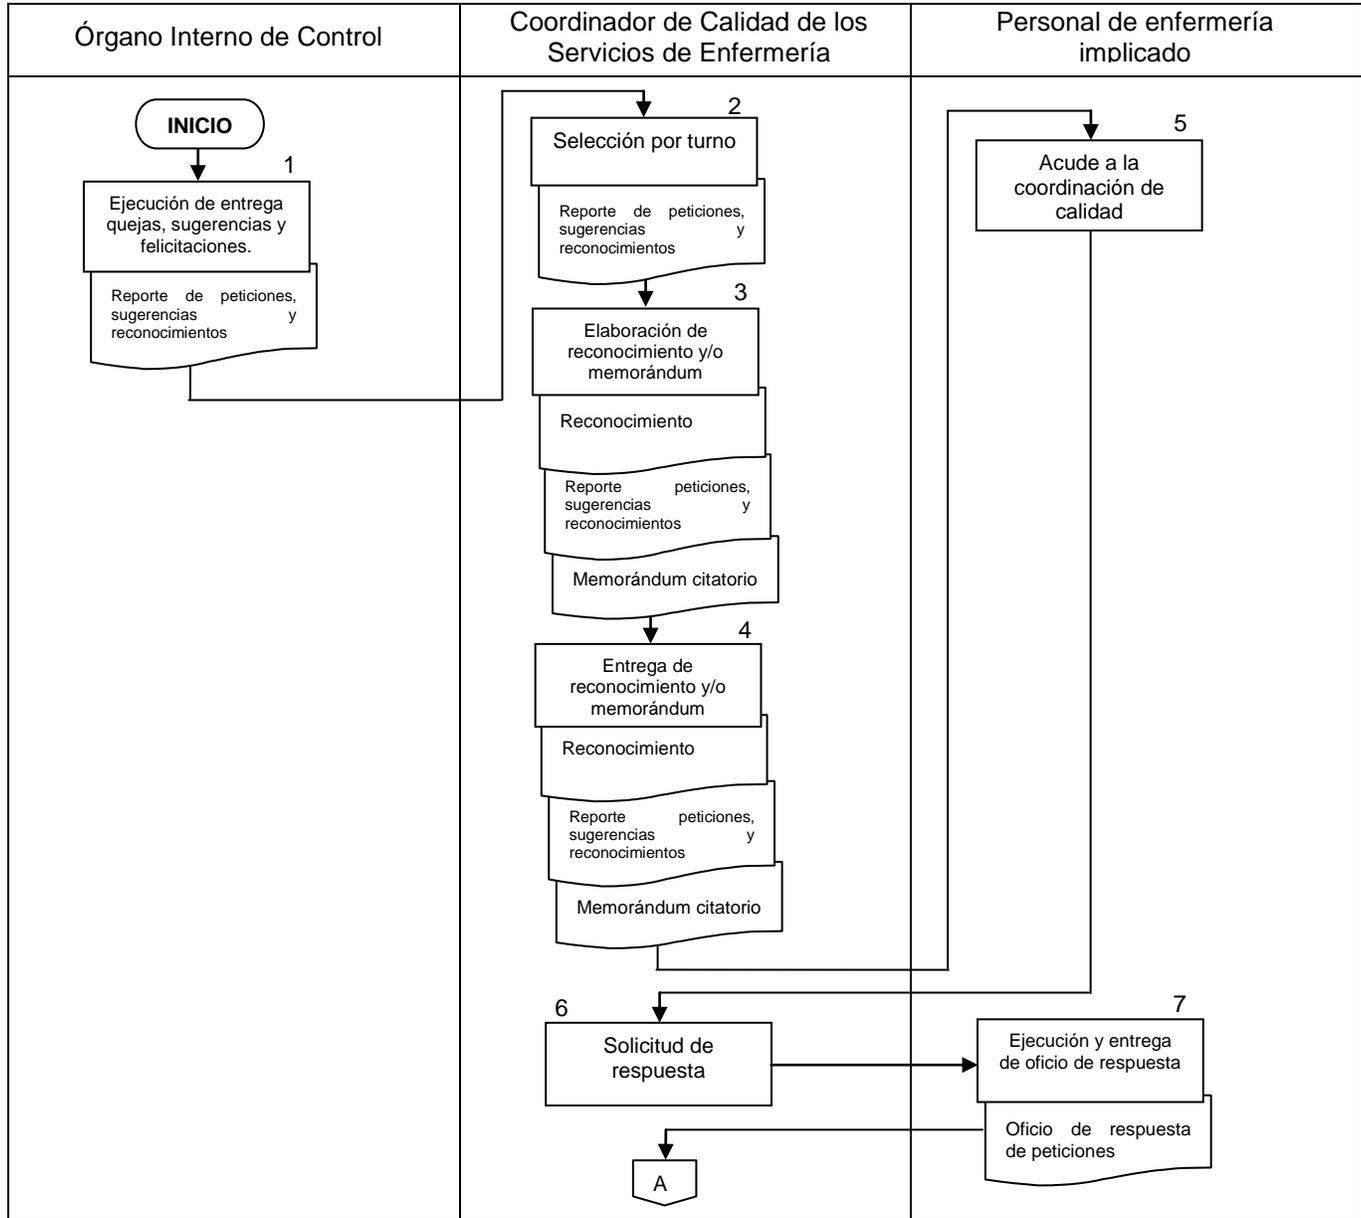 Órgano Interno de Control
Coordinador de Calidad de los
Servicios de Enfermería
Personal de enfermería
implicado
INICIO
1
Ejecución de entrega
quejas, sugerencias y
felicitaciones.
Reporte de peticiones,
sugerencias y
reconocimientos
2
Selección por turno
Reporte de peticiones,
sugerencias y
reconocimientos
3
Elaboración de
reconocimiento y/o
memorándum
Reconocimiento
Reporte peticiones,
sugerencias y
reconocimientos
Memorándum citatorio
4
Entrega de
reconocimiento y/o
memorándum
Reconocimiento
Reporte peticiones,
sugerencias y
reconocimientos
Memorándum citatorio
5
Acude a la
coordinación de
calidad
6
Solicitud de
respuesta
7
Ejecución y entrega
de oficio de respuesta
Oficio de respuesta
de peticiones
A